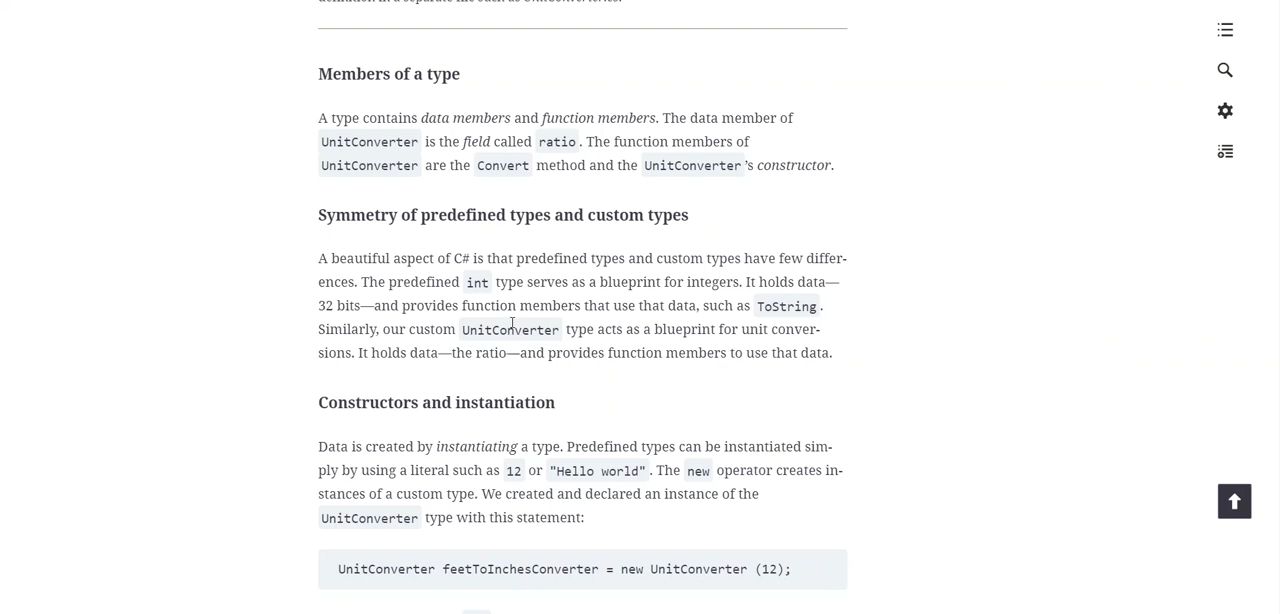 Members of a type
A type contains data members and function members. The data member of
UnitConverter is the field called ratio. The function members of
UnitConverter are the Convert method and the UnitConverter's constructor.
Symmetry of predefined types and custom types
A beautiful aspect of C# is that predefined types and custom types have few differ-
ences. The predefined int type serves as a blueprint for integers. It holds data—
32 bits—and provides function members that use that data, such as ToString.
Similarly, our custom UnitConverter type acts as a blueprint for unit conver-
sions. It holds data—the ratio—and provides function members to use that data.
Constructors and instantiation
Data is created by instantiating a type. Predefined types can be instantiated sim-
ply by using a literal such as 12 or "Hello world". The new operator creates in-
stances of a custom type. We created and declared an instance of the
UnitConverter type with this statement:
UnitConverter feetToInchesConverter = new UnitConverter (12);